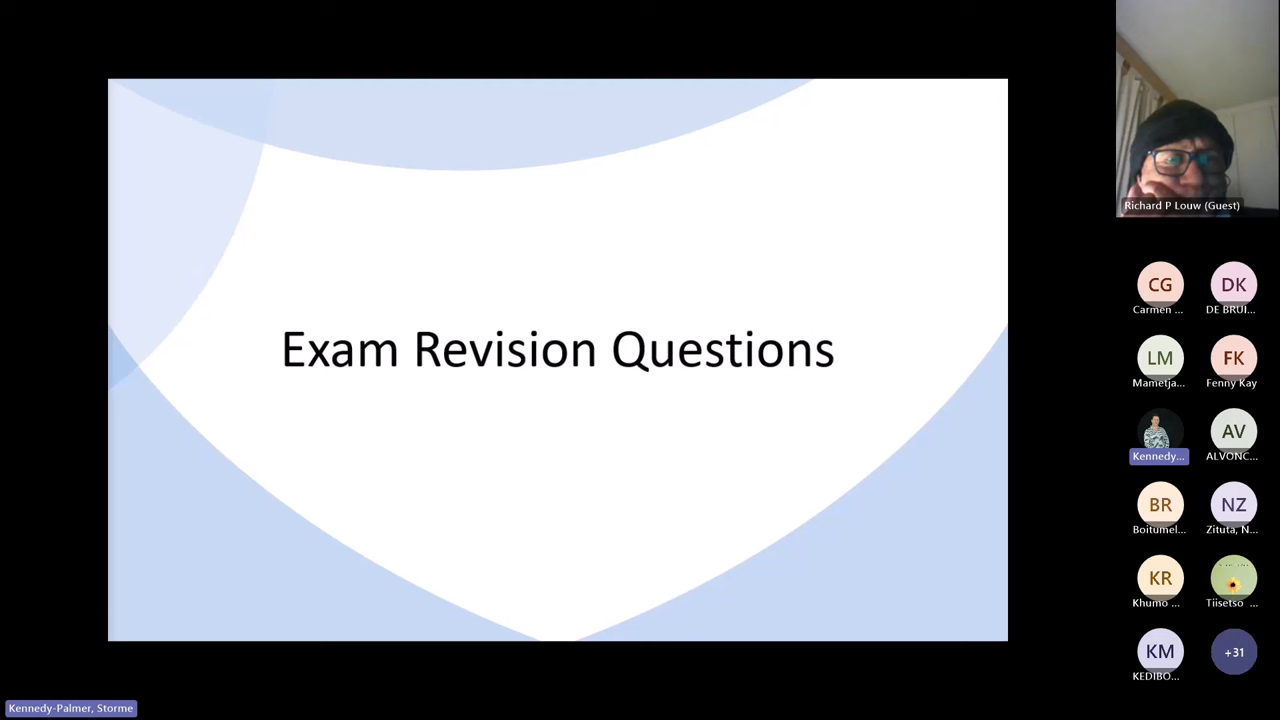 Exam Revision Questions
Richard P Louw (Guest)
CG
DK
Carmen ...
DE BRUI...
LM
FK
Mametja...
Fenny Kay
AV
Kennedy...
ALVONC...
BR
NZ
Boitumel...
Zituta, N...
KR
Khumo ...
Tiisetso ...
KM
+31
KEDIBO...
Kennedy-Palmer, Storme